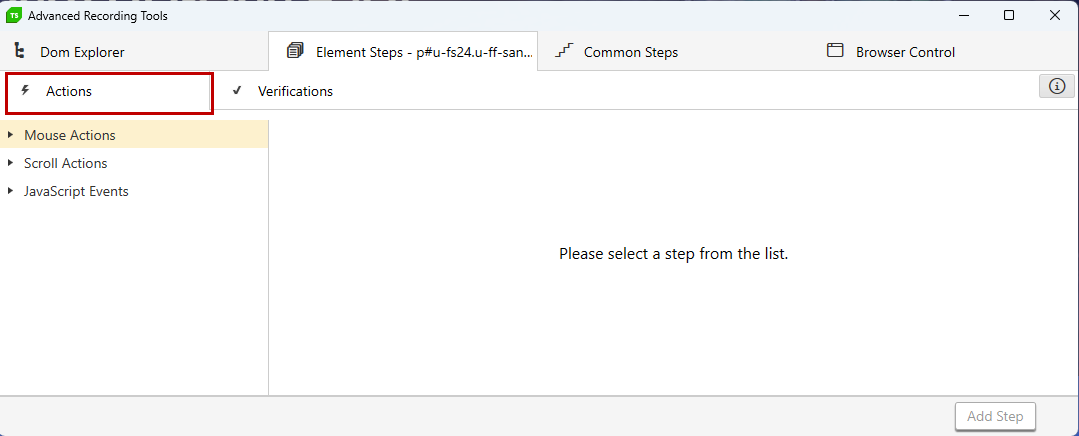 TS Advanced Recording Tools
Dom Explorer
Element Steps - p#u-fs24.u-ff-san...
Common Steps
Browser Control
Actions
Verifications
Mouse Actions
Scroll Actions
JavaScript Events
Please select a step from the list.
Add Step